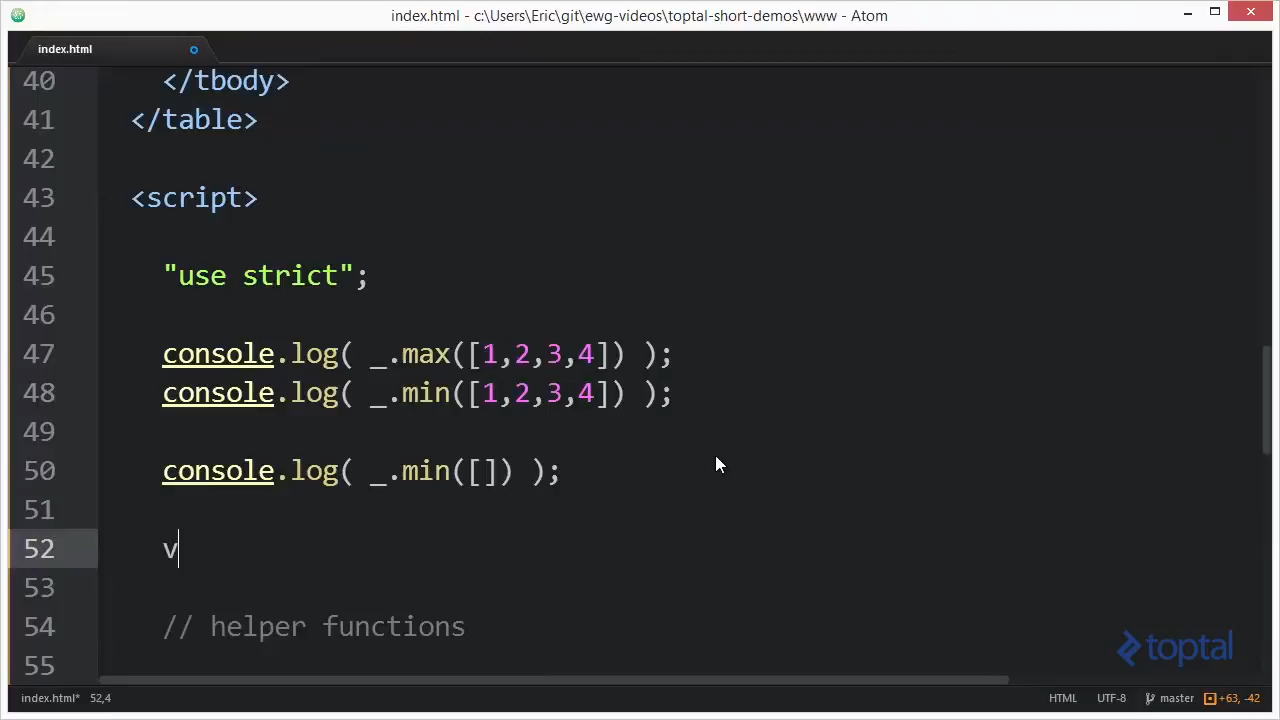 index.html - c:\Users\Eric\git\ewg-videos\toptal-short-demos\www - Atom
index.html
40 </tbody>
41 </table>
42
43 <script>
44
45 "use strict";
46
47 console.log( _.max([1,2,3,4]) );
48 console.log( _.min([1,2,3,4]) );
49
50 console.log( _.min([]) );
51
52 v
53
54 // helper functions
55
toptal
index.html* 52,4 HTML UTF-8 master +63, -42